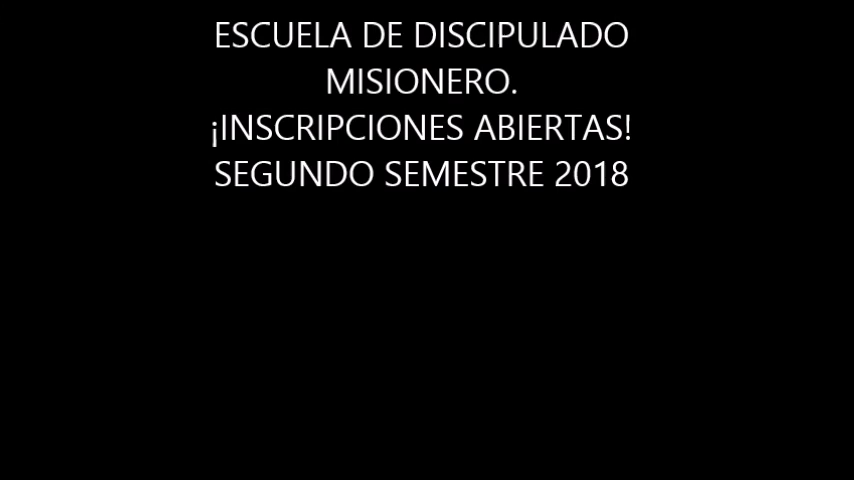 ESCUELA DE DISCIPULADO
MISIONERO.
¡INSCRIPCIONES ABIERTAS!
SEGUNDO SEMESTRE 2018